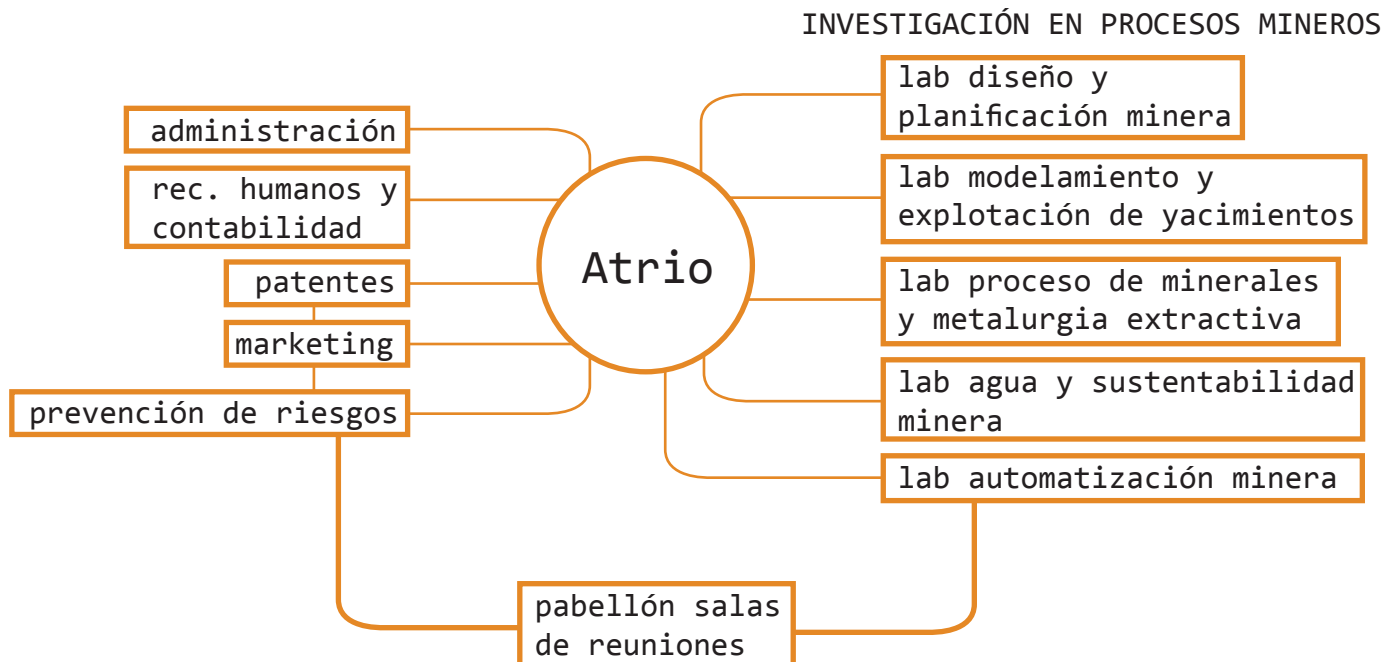 INVESTIGACIÓN EN PROCESOS MINEROS
administración
rec. humanos y
contabilidad
patentes
marketing
prevención de riesgos
Atrio
lab diseño y
planificación minera
lab modelamiento y
explotación de yacimientos
lab proceso de minerales
y metalurgia extractiva
lab agua y sustentabilidad
minera
lab automatización minera
pabellón salas
de reuniones